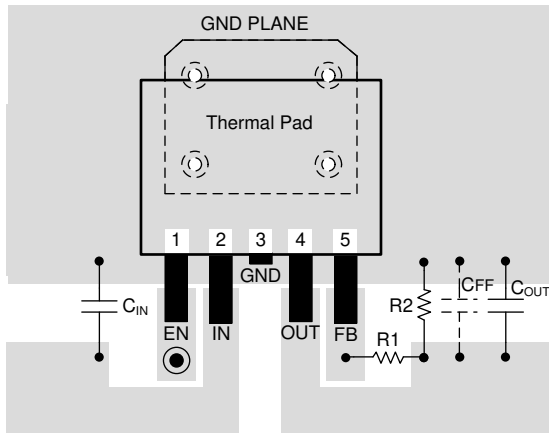 GND PLANE
Thermal Pad
1 2 3 4 5
GND
CIN
EN
IN
OUT
FB
R1
R2
CFF
COUT